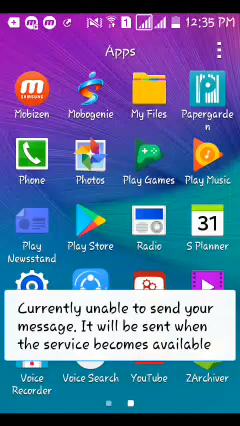 12:35 PM
Apps
Mobizen Mobogenie My Files Papergarde
n
Phone Photos Play Games Play Music
Play Play Store Radio S Planner
Newsstand
31
Currently unable to send your
message. It will be sent when
the service becomes available
Voice Voice Search YouTube ZArchiver
Recorder